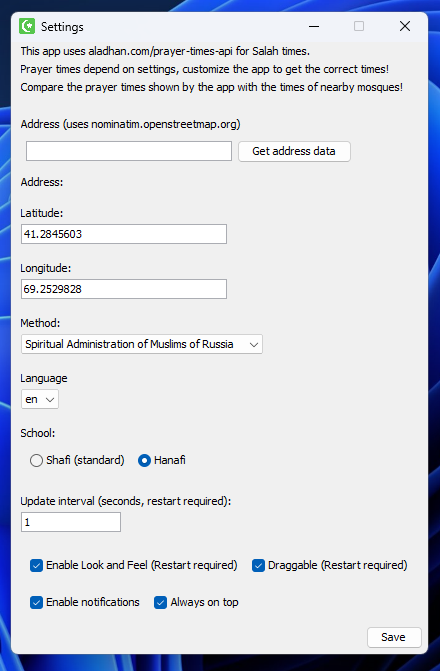 Settings
This app uses aladhan.com/prayer-times-api for Salah times.
Prayer times depend on settings, customize the app to get the correct times!
Compare the prayer times shown by the app with the times of nearby mosques!
Address (uses nominatim.openstreetmap.org)
Get address data
Address:
Latitude:
41.2845603
Longitude:
69.2529828
Method:
Spiritual Administration of Muslims of Russia
Language
en
School:
Shafi (standard) Hanafi
Update interval (seconds, restart required):
1
Enable Look and Feel (Restart required) Draggable (Restart required)
Enable notifications Always on top
Save